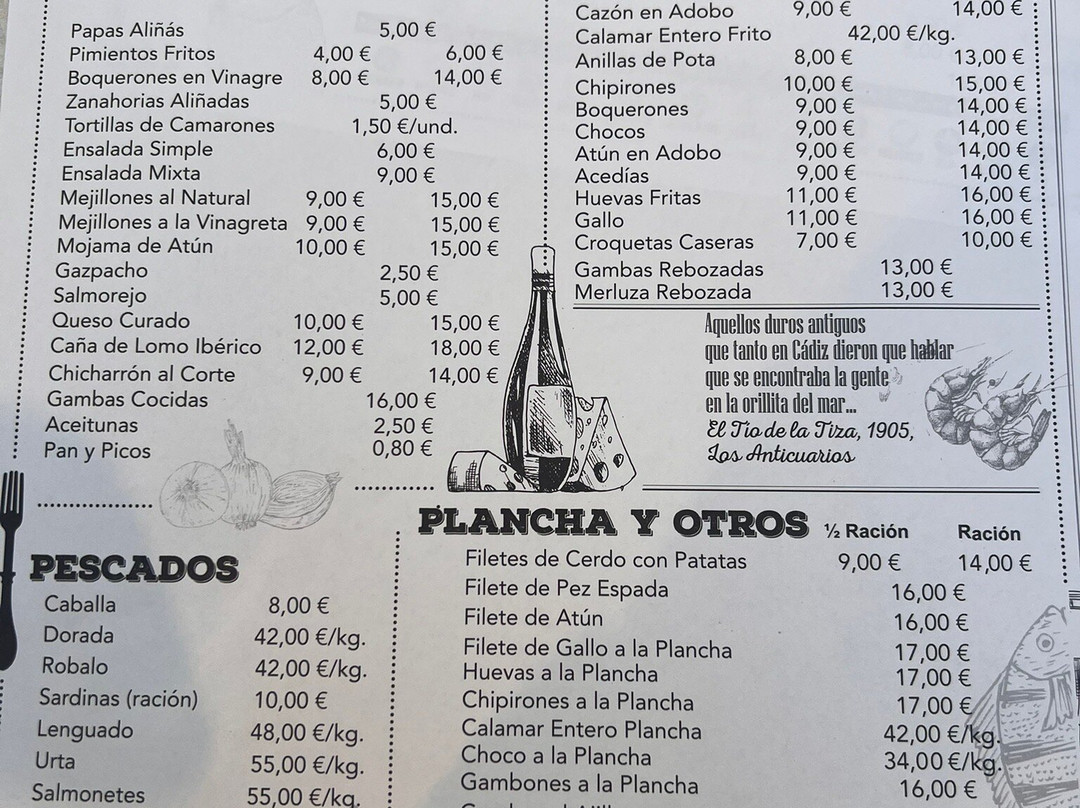 Papas Aliñás 5,00 €
Pimientos Fritos 4,00 € 6,00 €
Boquerones en Vinagre 8,00 € 14,00 €
Zanahorias Aliñadas 5,00 €
Tortillas de Camarones 1,50 €/und.
Ensalada Simple 6,00 €
Ensalada Mixta 9,00 €
Mejillones al Natural 9,00 € 15,00 €
Mejillones a la Vinagreta 9,00 € 15,00 €
Mojama de Atún 10,00 € 15,00 €
Gazpacho 2,50 €
Salmorejo 5,00 €
Queso Curado 10,00 € 15,00 €
Caña de Lomo Ibérico 12,00 € 18,00 €
Chicharrón al Corte 9,00 € 14,00 €
Gambas Cocidas 16,00 €
Aceitunas 2,50 €
Pan y Picos 0,80 €
Cazón en Adobo 9,00 € 14,00 €
Calamar Entero Frito 42,00 €/kg.
Anillas de Pota 8,00 € 13,00 €
Chipirones 10,00 € 15,00 €
Boquerones 9,00 € 14,00 €
Chocos 9,00 € 14,00 €
Atún en Adobo 9,00 € 14,00 €
Acedías 9,00 € 14,00 €
Huevas Fritas 11,00 € 16,00 €
Gallo 11,00 € 16,00 €
Croquetas Caseras 7,00 € 10,00 €
Gambas Rebozadas 13,00 €
Merluza Rebozada 13,00 €
Aquellos duros antiguos
que tanto en Cádiz dieron que hablar
que se encontraba la gente
en la orillita del mar...
El Tío de la Tiza, 1905,
Los Anticuarios
PESCADOS
Caballa 8,00 €
Dorada 42,00 €/kg.
Robalo 42,00 €/kg.
Sardinas (ración) 10,00 €
Lenguado 48,00 €/kg.
Urta 55,00 €/kg.
Salmonetes 55,00 €/kg.
PLANCHA Y OTROS ½ Ración Ración
Filetes de Cerdo con Patatas 9,00 € 14,00 €
Filete de Pez Espada 16,00 €
Filete de Atún 16,00 €
Filete de Gallo a la Plancha 17,00 €
Huevas a la Plancha 17,00 €
Chipirones a la Plancha 17,00 €
Calamar Entero Plancha 42,00 €/kg.
Choco a la Plancha 34,00 €/kg.
Gambones a la Plancha 16,00 €